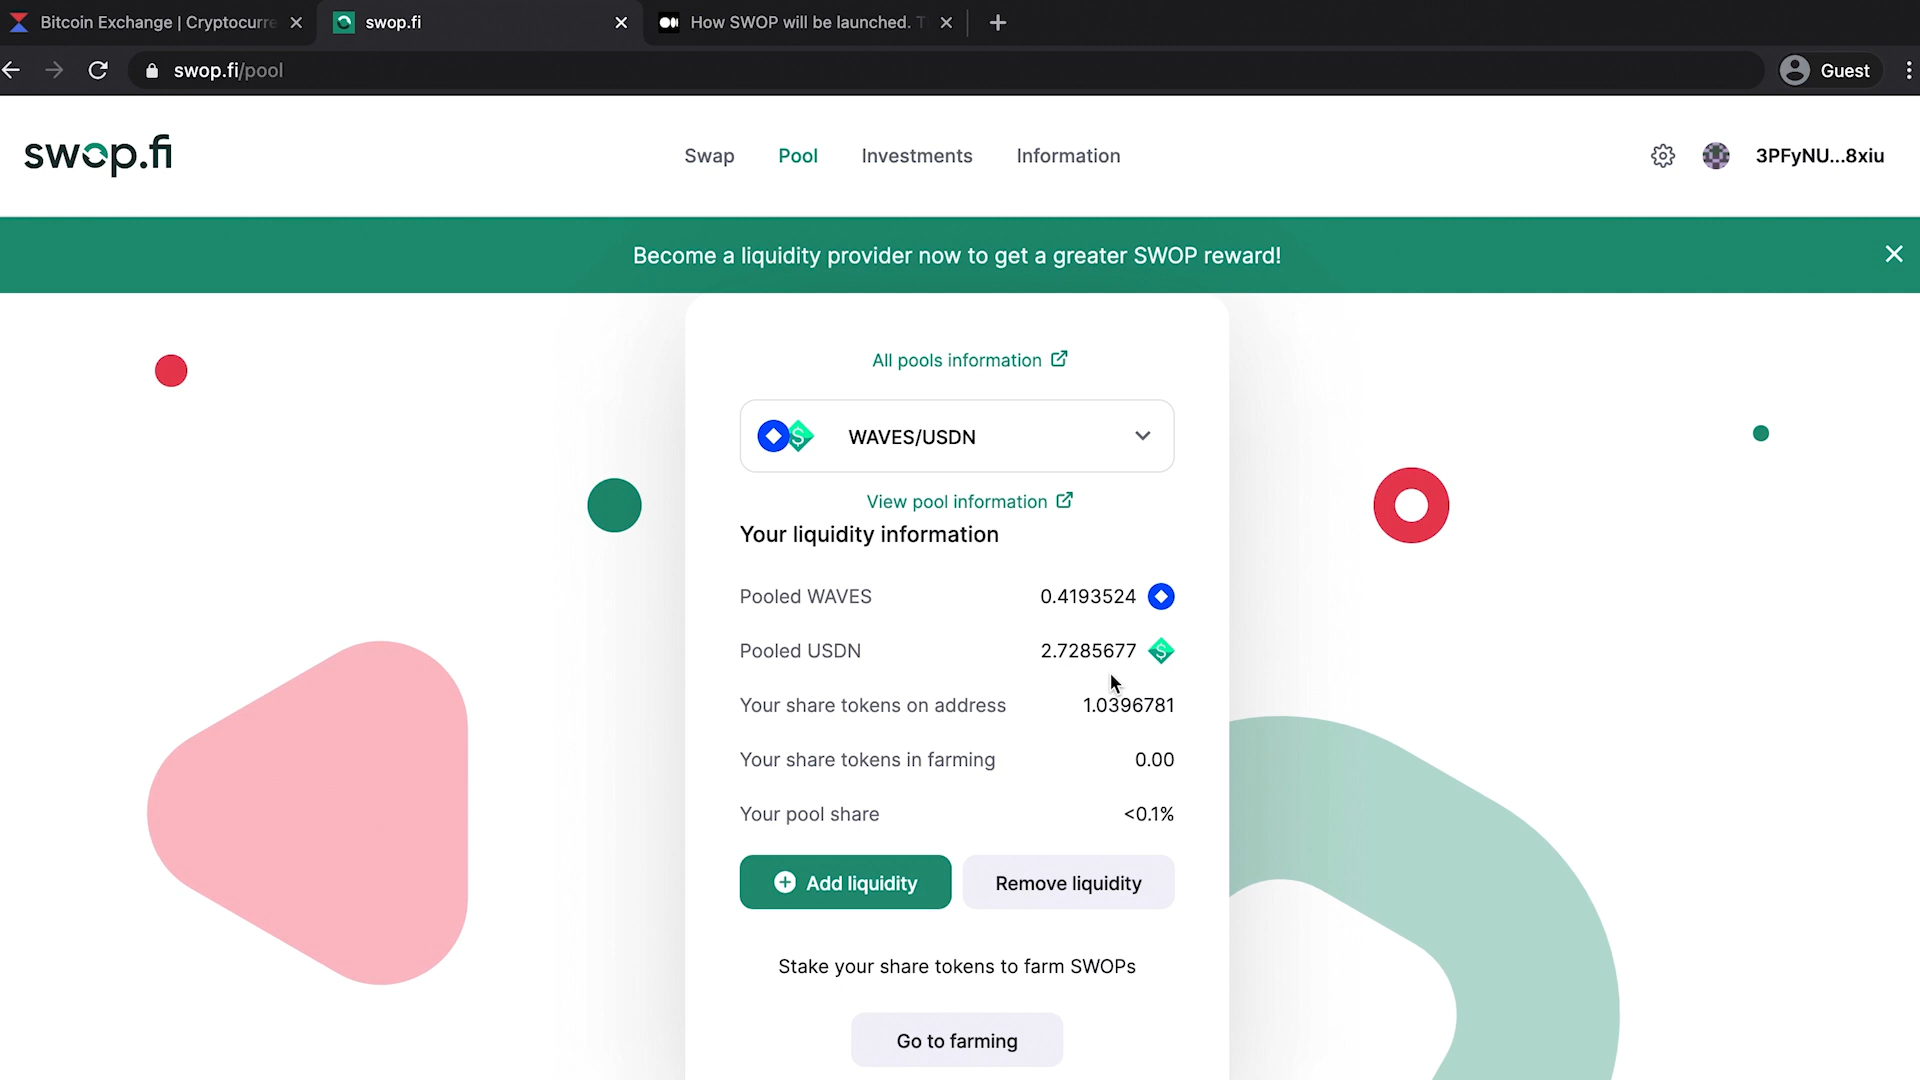 Bitcoin Exchange | Cryptocurre
swop.fi
How SWOP will be launched. T
swop.fi/pool
Guest
swop.fi
Swap
Pool
Investments
Information
3PFyNU...8xiu
Become a liquidity provider now to get a greater SWOP reward!
All pools information
WAVES/USDN
View pool information
Your liquidity information
Pooled WAVES 0.4193524
Pooled USDN 2.7285677
Your share tokens on address 1.0396781
Your share tokens in farming 0.00
Your pool share <0.1%
Add liquidity
Remove liquidity
Stake your share tokens to farm SWOPs
Go to farming